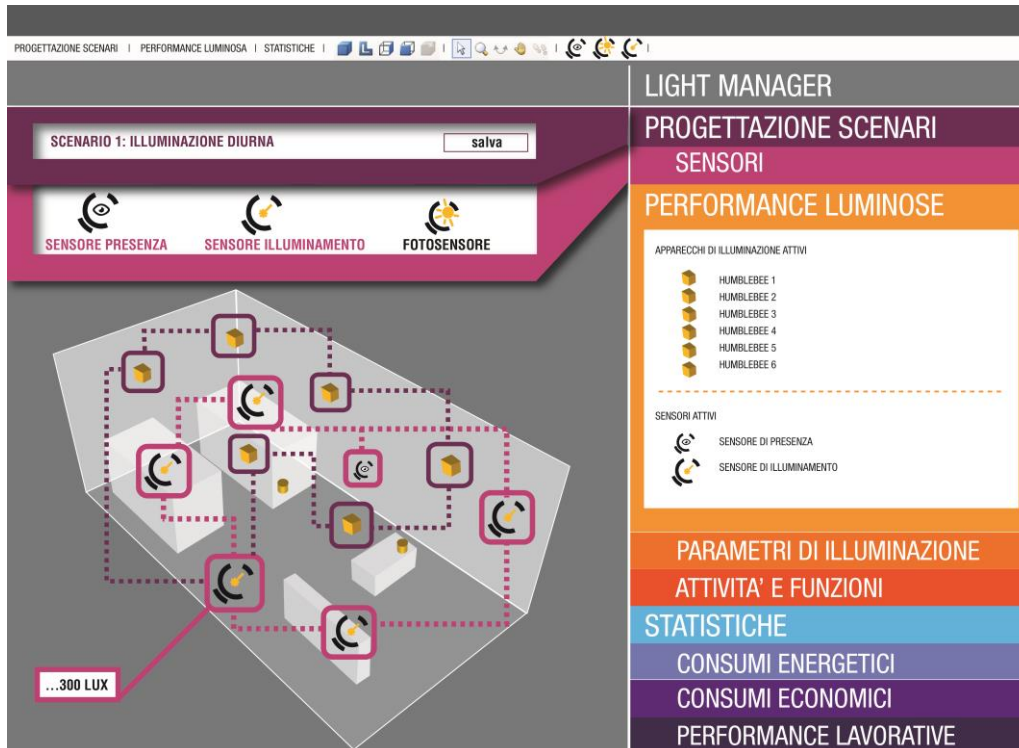 PROGETTAZIONE SCENARI I PERFORMANCE LUMINOSA I STATISTICHE I
LIGHT MANAGER
PROGETTAZIONE SCENARI
SENSORI
SCENARIO 1: ILLUMINAZIONE DIURNA
salva
SENSORE PRESENZA
SENSORE ILLUMINAMENTO
FOTOSENSORE
...300 LUX
PERFORMANCE LUMINOSE
APPARECCHI DI ILLUMINAZIONE ATTIVI
HUMBLEBEE 1
HUMBLEBEE 2
HUMBLEBEE 3
HUMBLEBEE 4
HUMBLEBEE 5
HUMBLEBEE 6
SENSORI ATTIVI
SENSORE DI PRESENZA
SENSORE DI ILLUMINAMENTO
PARAMETRI DI ILLUMINAZIONE
ATTIVITA' E FUNZIONI
STATISTICHE
CONSUMI ENERGETICI
CONSUMI ECONOMICI
PERFORMANCE LAVORATIVE